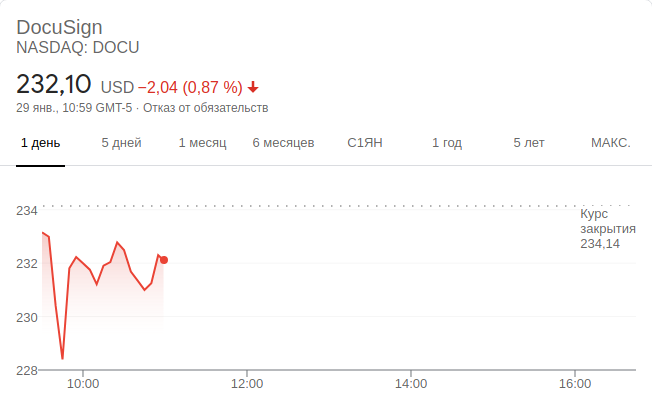 DocuSign
NASDAQ: DOCU
232,10 USD −2,04 (0,87 %)
29 янв., 10:59 GMT-5 · Отказ от обязательств
1 день 5 дней 1 месяц 6 месяцев С1ЯН 1 год 5 лет МАКС.
234
Курс
закрытия
234,14
232
230
228
10:00 12:00 14:00 16:00